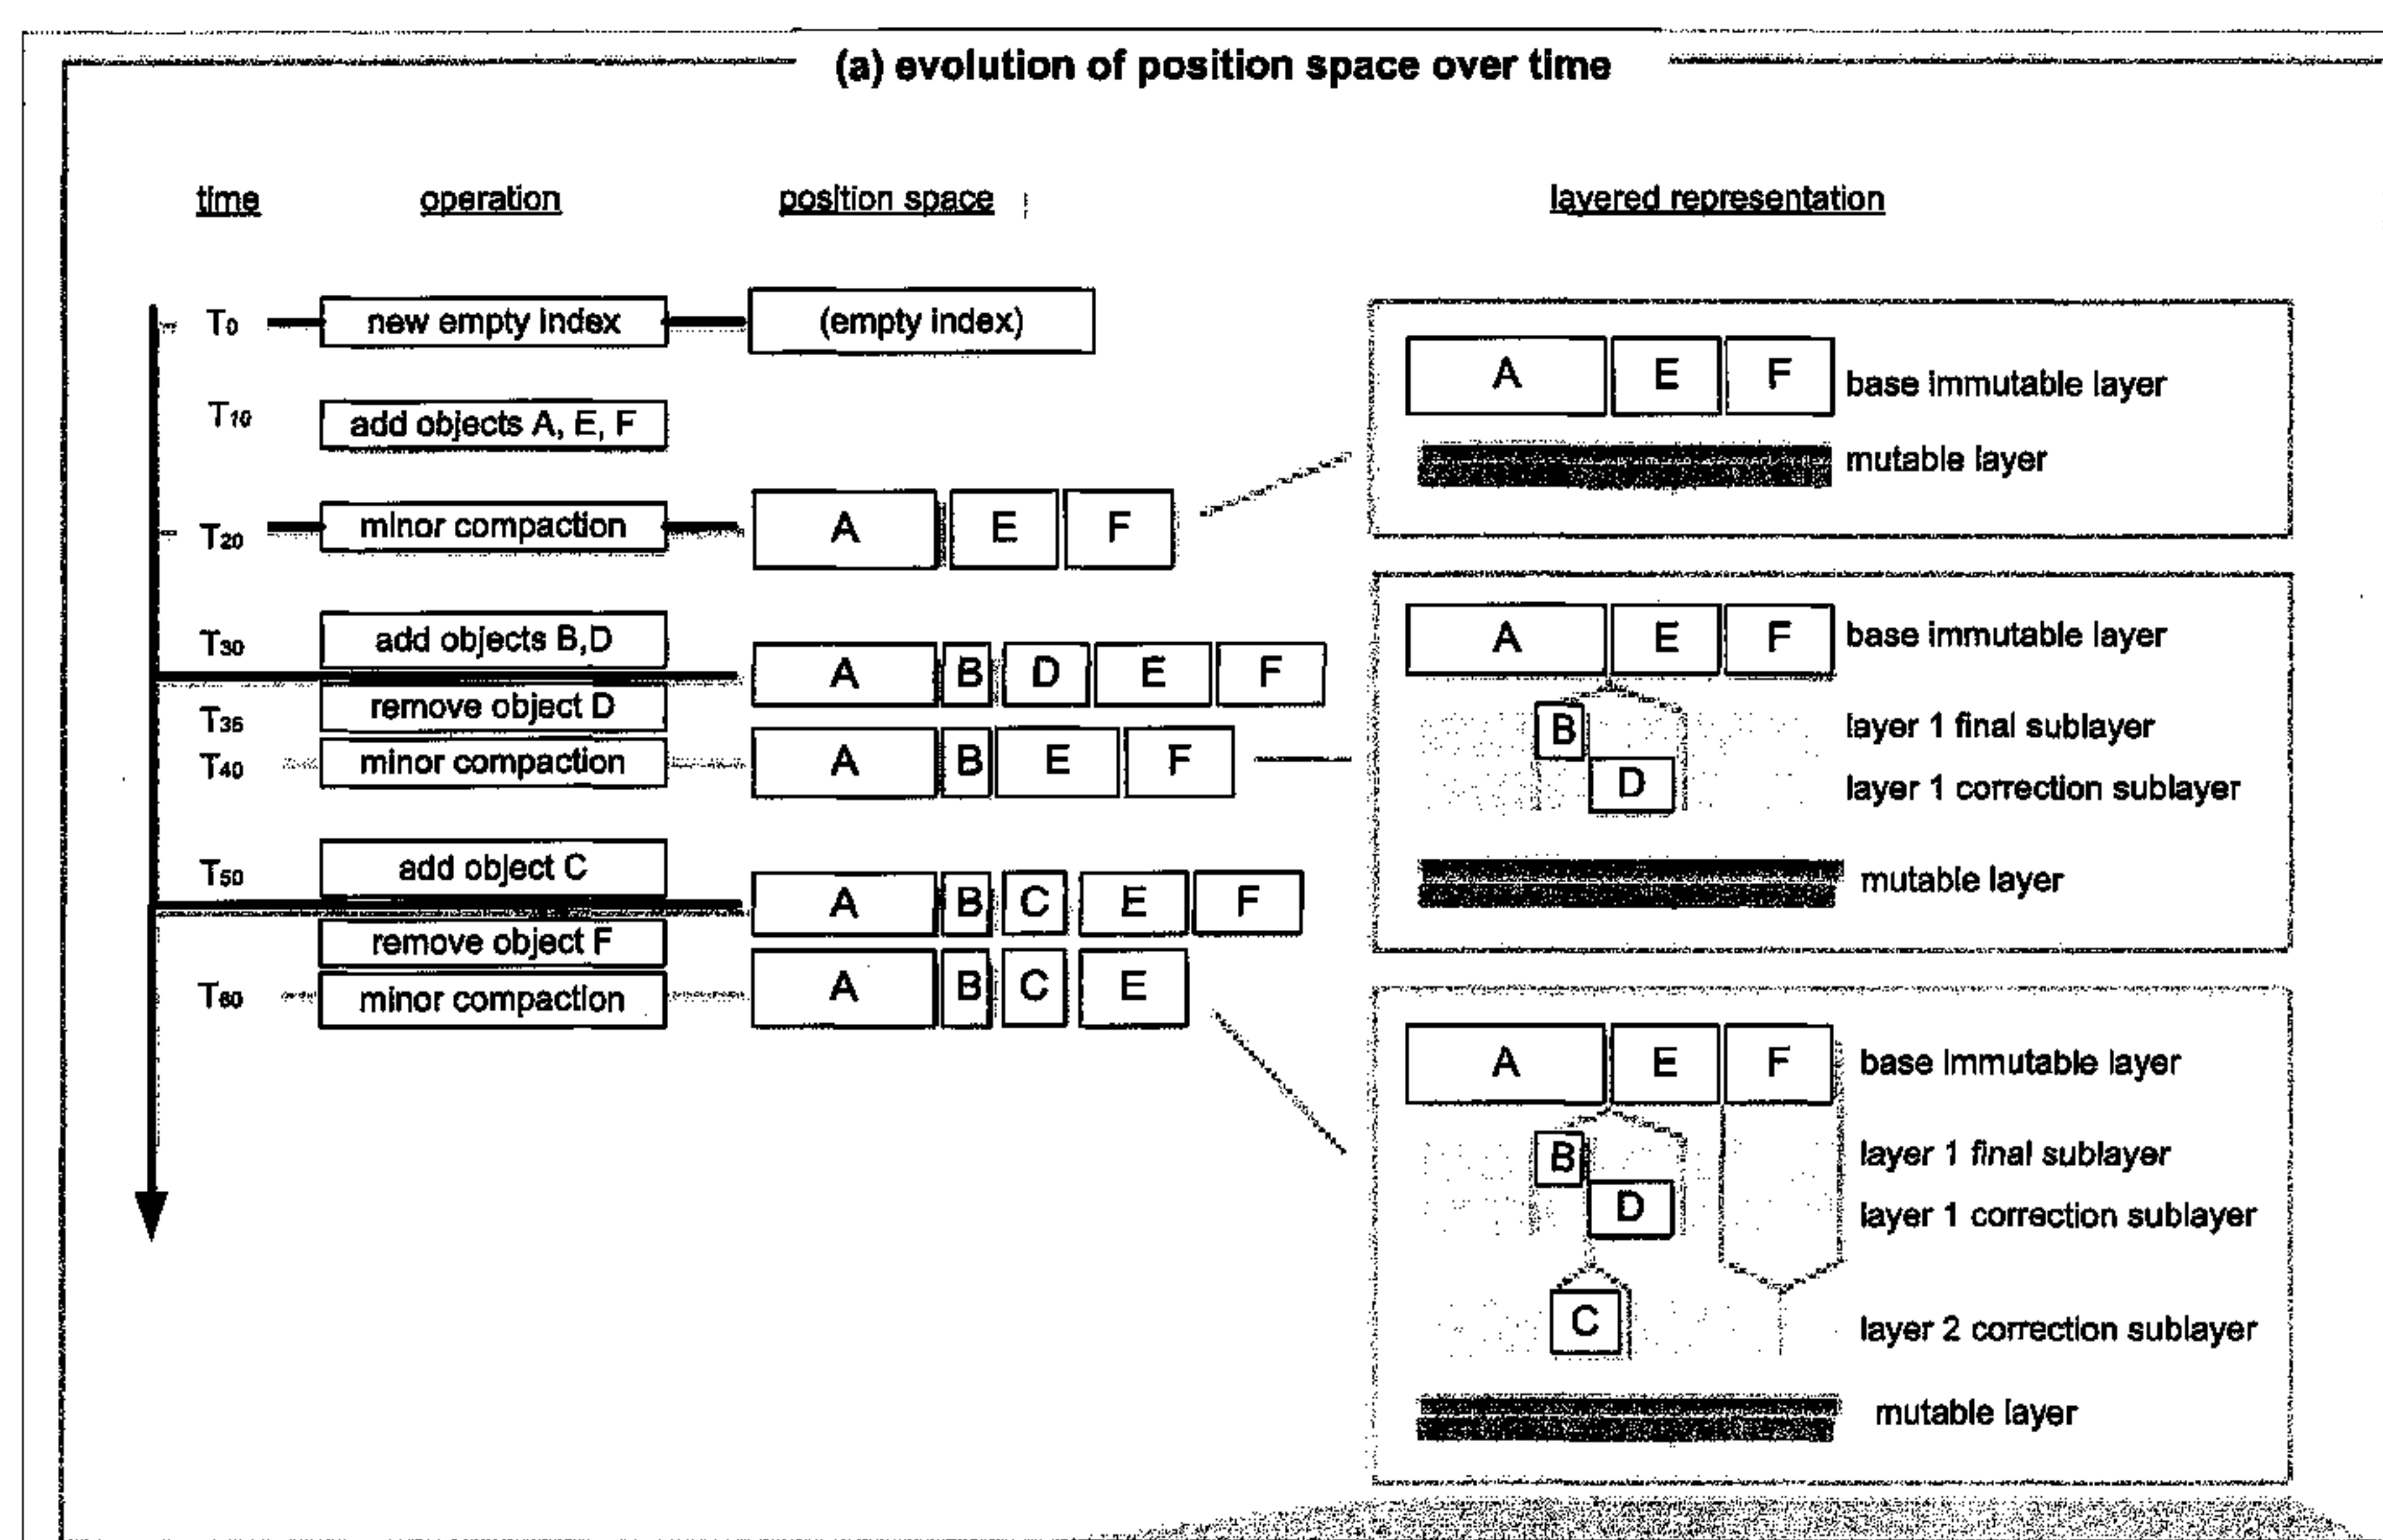 (a) evolution of position space over time
time operation position space layered representation
T0 new empty index (empty index)
T10 add objects A, E, F
T20 minor compaction A E F
T30 add objects B,D
A B D E F
T35 remove object D
T40 minor compaction A B E F
T50 add object C
A B C E F
remove object F
T60 minor compaction A B C E
A E F base immutable layer
mutable layer
A E F base immutable layer
B layer 1 final sublayer
D layer 1 correction sublayer
mutable layer
A E F base immutable layer
B layer 1 final sublayer
D layer 1 correction sublayer
C layer 2 correction sublayer
mutable layer